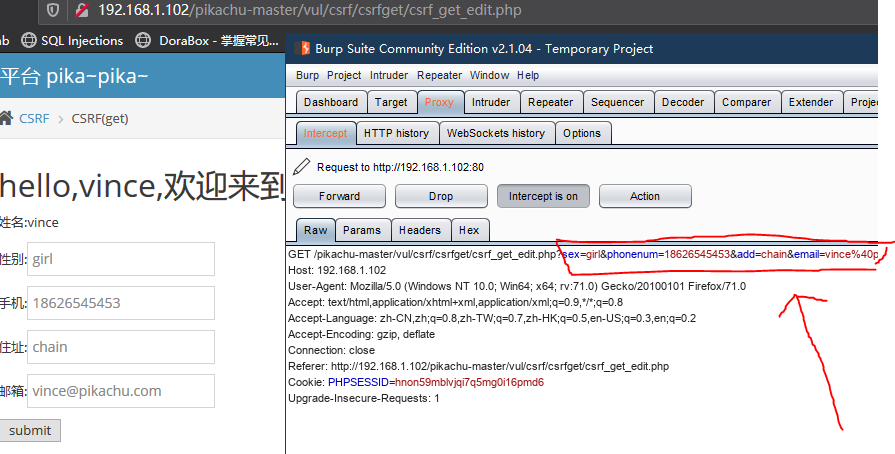 192.168.1.102/pikachu-master/vul/csrf/csrfget/csrf_get_edit.php
SQL Injections
DoraBox - 掌握常见...
平台 pika~pika~
CSRF > CSRF(get)
hello,vince,欢迎来到
姓名:vince
性别: girl
手机: 18626545453
住址: chain
邮箱: vince@pikachu.com
submit
Burp Suite Community Edition v2.1.04 - Temporary Project
Burp Project Intruder Repeater Window Help
Dashboard Target Proxy Intruder Repeater Sequencer Decoder Comparer Extender Proje
Intercept HTTP history WebSockets history Options
Request to http://192.168.1.102:80
Forward Drop Intercept is on Action
Raw Params Headers Hex
GET /pikachu-master/vul/csrf/csrfget/csrf_get_edit.php?sex=girl&phonenum=18626545453&add=chain&email=vince%40p
Host: 192.168.1.102
User-Agent: Mozilla/5.0 (Windows NT 10.0; Win64; x64; rv:71.0) Gecko/20100101 Firefox/71.0
Accept: text/html,application/xhtml+xml,application/xml;q=0.9,*/*;q=0.8
Accept-Language: zh-CN,zh;q=0.8,zh-TW;q=0.7,zh-HK;q=0.5,en-US;q=0.3,en;q=0.2
Accept-Encoding: gzip, deflate
Connection: close
Referer: http://192.168.1.102/pikachu-master/vul/csrf/csrfget/csrf_get_edit.php
Cookie: PHPSESSID=hnon59mblvjqi7q5mg0i16pmd6
Upgrade-Insecure-Requests: 1